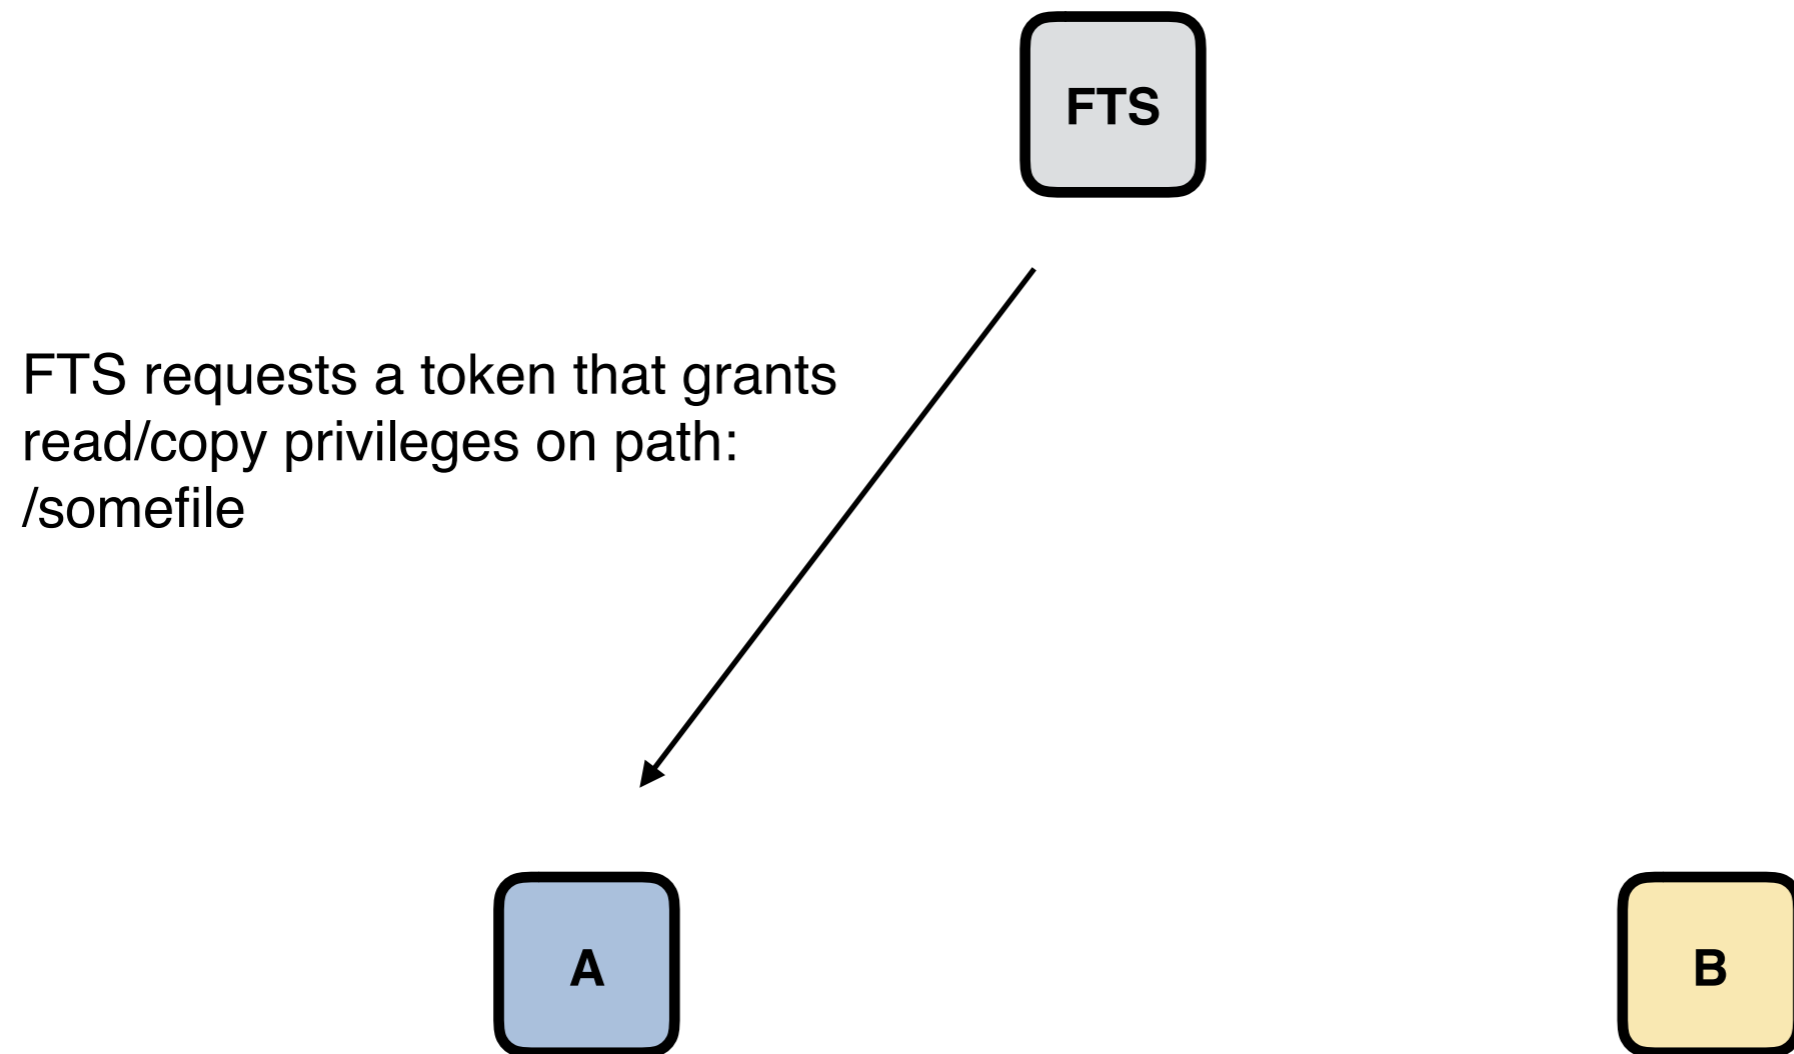 FTS
FTS requests a token that grants
read/copy privileges on path:
/somefile
A
B